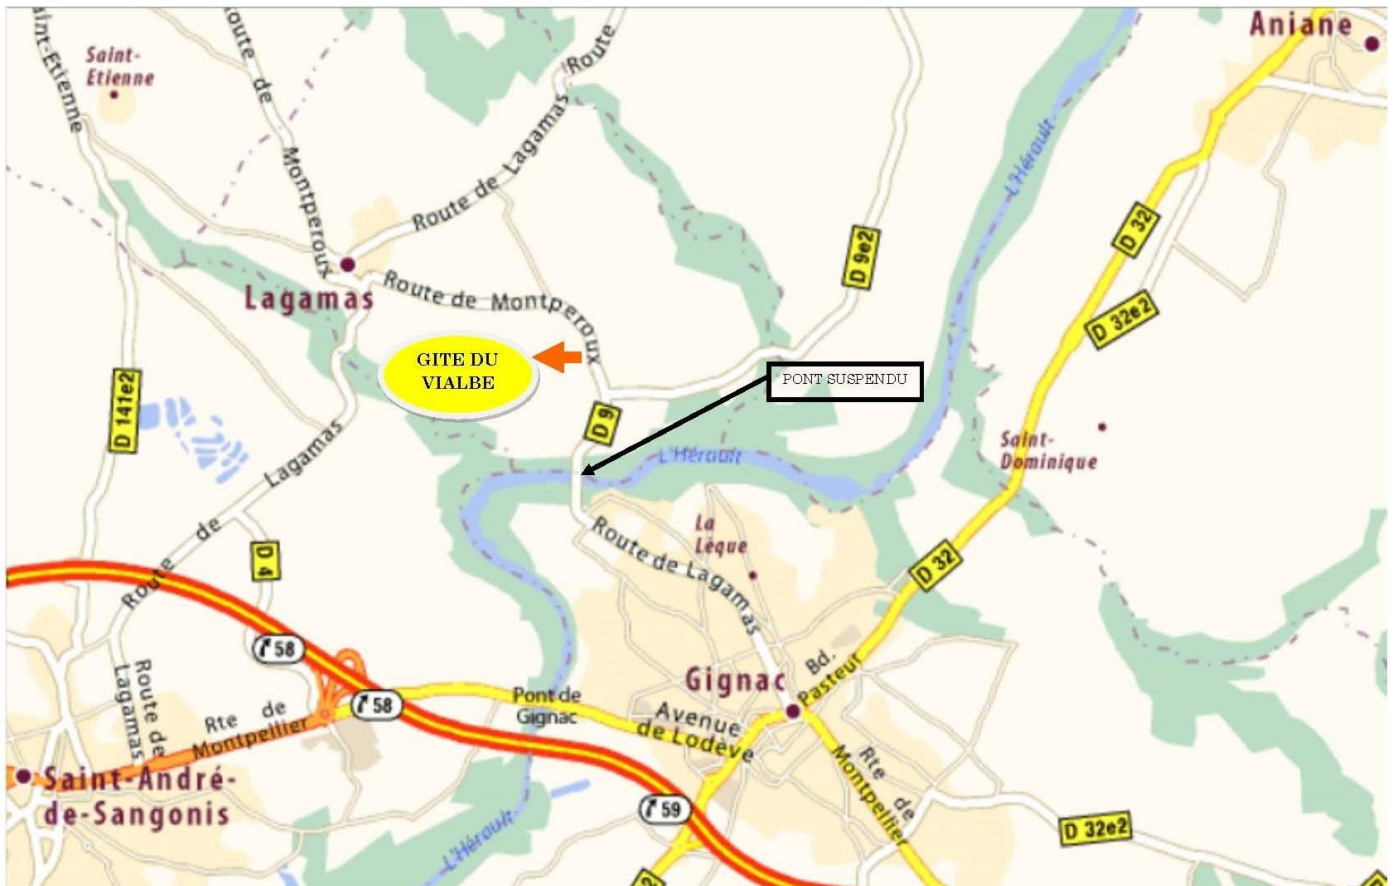 Aniane
Saint-
Etienne
aint-Etienne
oute de
Montperoux
Route
Route de Lagamas
L'Hérault
D 32
D 9e2
Lagamas
Route de Montperoux
D 32e2
GITE DU
VIALBE
PONT SUSPENDU
D 141e2
D 9
Saint-
Dominique
L'Hérault
Route de Lagamas
La
Lèque
Route de Lagamas
D 4
D 32
58
58
Route de
Lagamas
Rte de
Montpellier
Pont de
Gignac
Gignac
Bd.
Pasteur
Avenue
de Lodève
Rte de
Montpellier
Saint-André-
de-Sangonis
59
D 32e2
L'Hérault